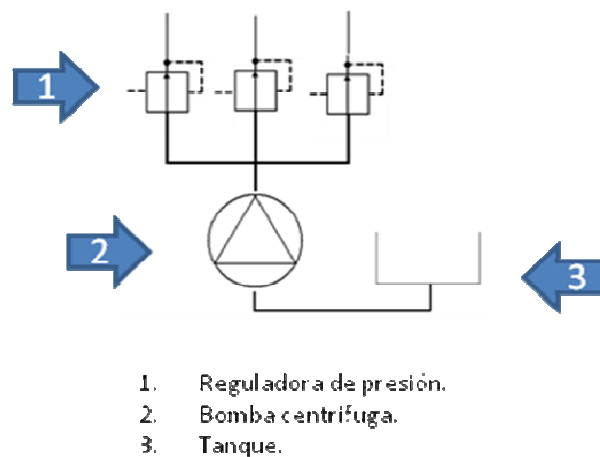 1
2
3
1. Reguladora de presión.
2. Bomba centrifuga.
3. Tanque.